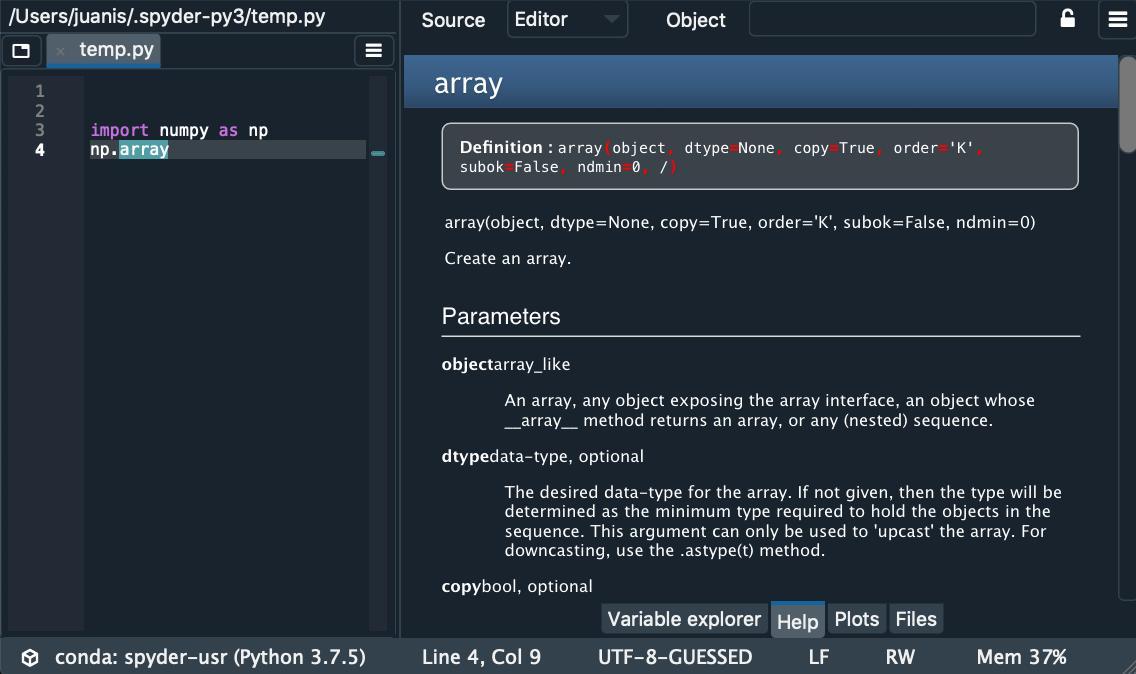 /Users/juanis/.spyder-py3/temp.py
temp.py
1
2
3 import numpy as np
4 np.array
Source Editor Object
array
Definition : array(object, dtype=None, copy=True, order='K',
subok=False, ndmin=0, /)
array(object, dtype=None, copy=True, order='K', subok=False, ndmin=0)
Create an array.
Parameters
objectarray_like
An array, any object exposing the array interface, an object whose
__array__ method returns an array, or any (nested) sequence.
dtypedata-type, optional
The desired data-type for the array. If not given, then the type will be
determined as the minimum type required to hold the objects in the
sequence. This argument can only be used to 'upcast' the array. For
downcasting, use the .astype(t) method.
copybool, optional
Variable explorer Help Plots Files
conda: spyder-usr (Python 3.7.5) Line 4, Col 9 UTF-8-GUESSED LF RW Mem 37%